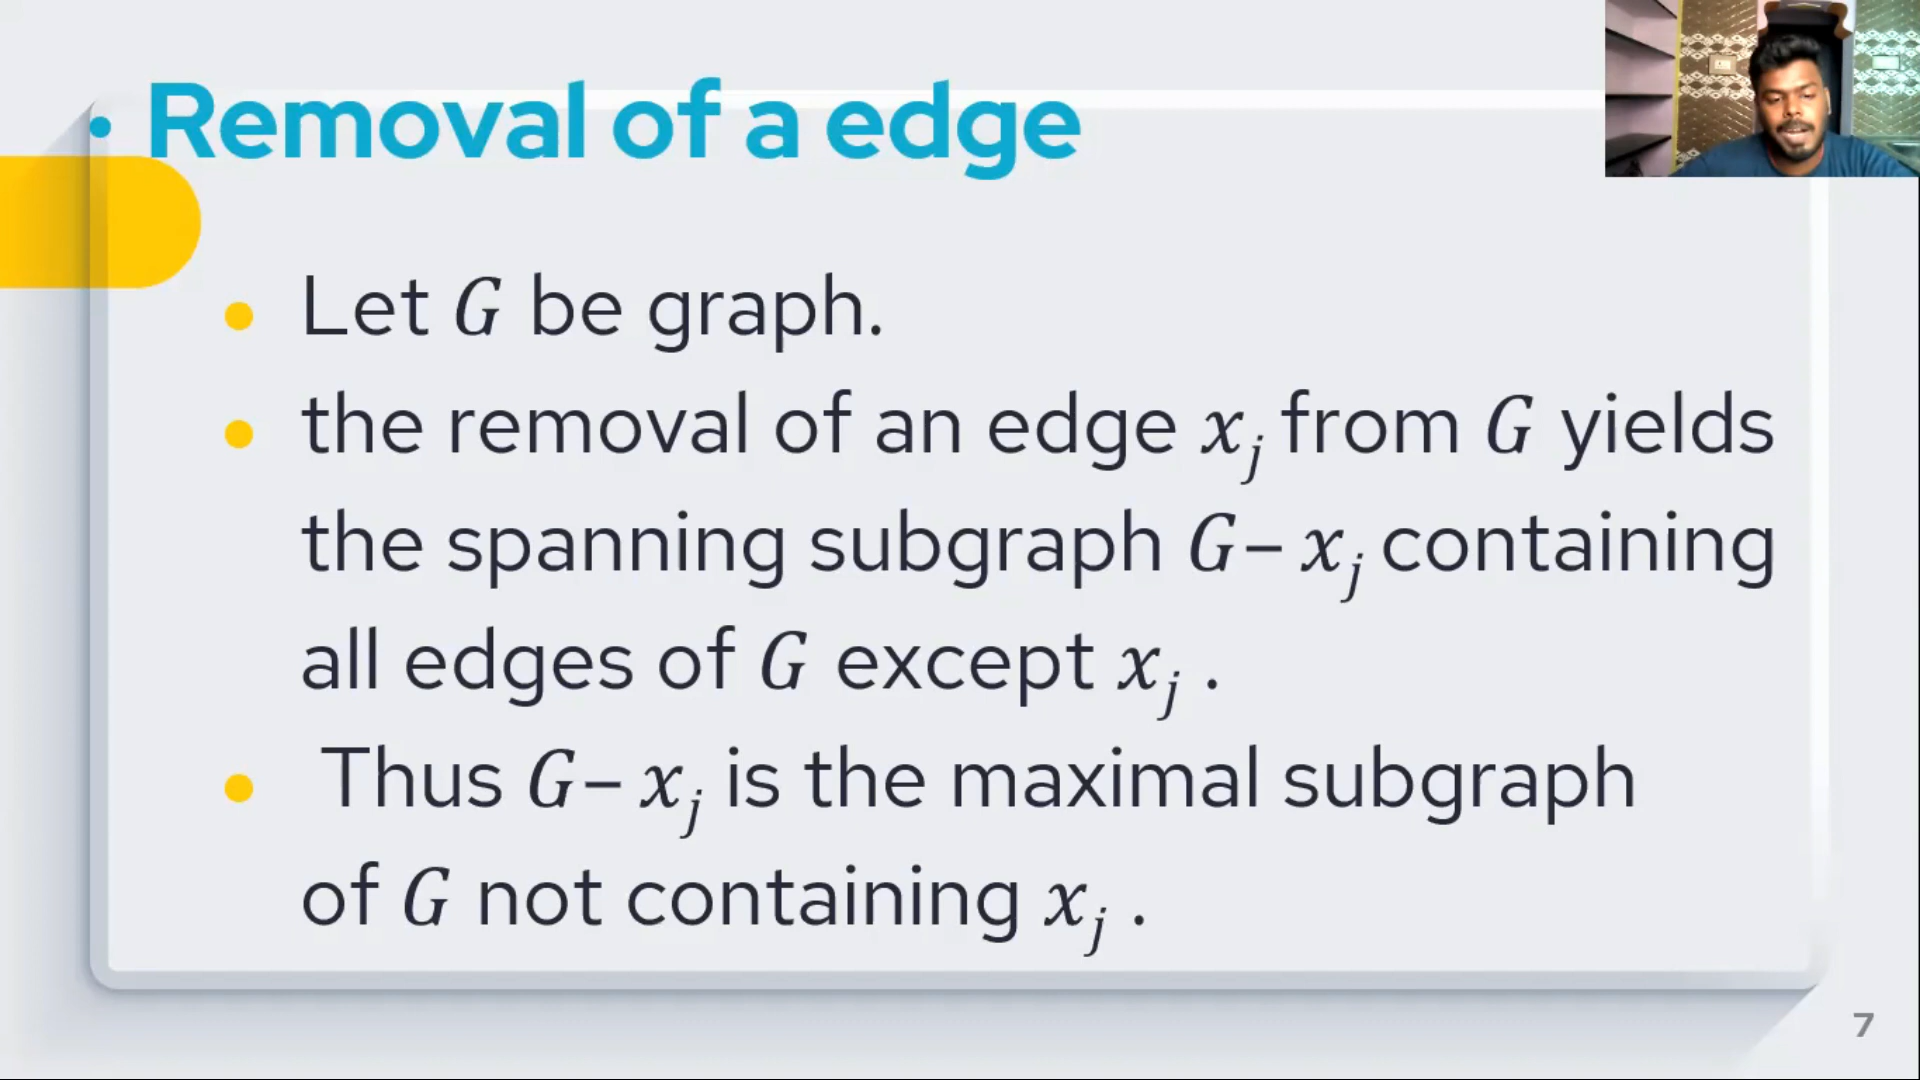 • Removal of a edge
• Let G be graph.
• the removal of an edge xⱼ from G yields
the spanning subgraph G– xⱼ containing
all edges of G except xⱼ .
• Thus G– xⱼ is the maximal subgraph
of G not containing xⱼ .
7